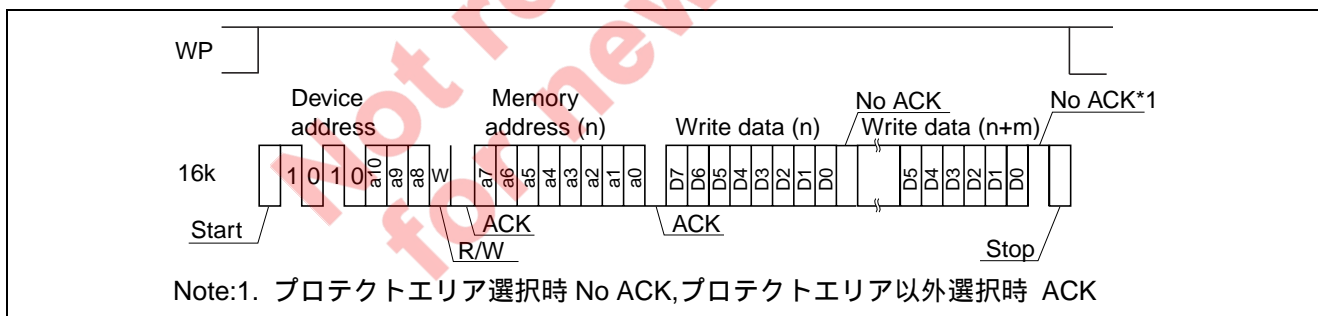 WP
Device address
Memory address (n)
Write data (n)
No ACK
Write data (n+m)
No ACK*1
16k
1 0 1 0 a10 a9 a8 W a7 a6 a5 a4 a3 a2 a1 a0 D7 D6 D5 D4 D3 D2 D1 D0 D5 D4 D3 D2 D1 D0
Start
R/W
ACK
ACK
Stop
Note:1. プロテクトエリア選択時 No ACK,プロテクトエリア以外選択時 ACK